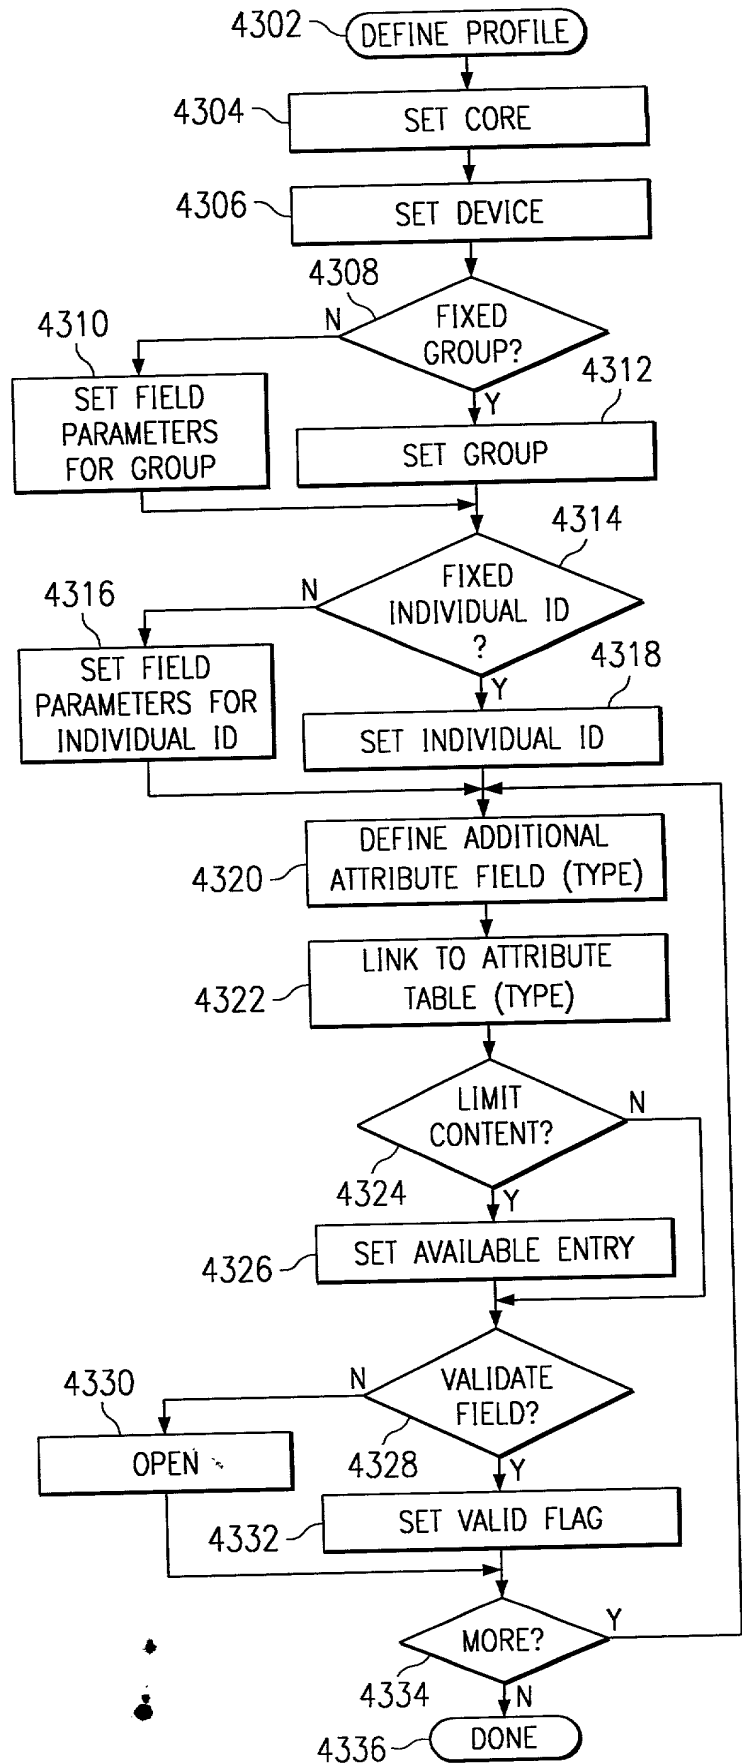 4302
DEFINE PROFILE
4304
SET CORE
4306
SET DEVICE
4308
N
FIXED
GROUP?
Y
4310
SET FIELD
PARAMETERS
FOR GROUP
4312
SET GROUP
4314
N
FIXED
INDIVIDUAL ID
?
Y
4316
SET FIELD
PARAMETERS FOR
INDIVIDUAL ID
4318
SET INDIVIDUAL ID
4320
DEFINE ADDITIONAL
ATTRIBUTE FIELD (TYPE)
4322
LINK TO ATTRIBUTE
TABLE (TYPE)
LIMIT
CONTENT?
N
4324
Y
4326
SET AVAILABLE ENTRY
N
VALIDATE
FIELD?
4328
Y
4330
OPEN
4332
SET VALID FLAG
MORE?
Y
4334
N
4336
DONE